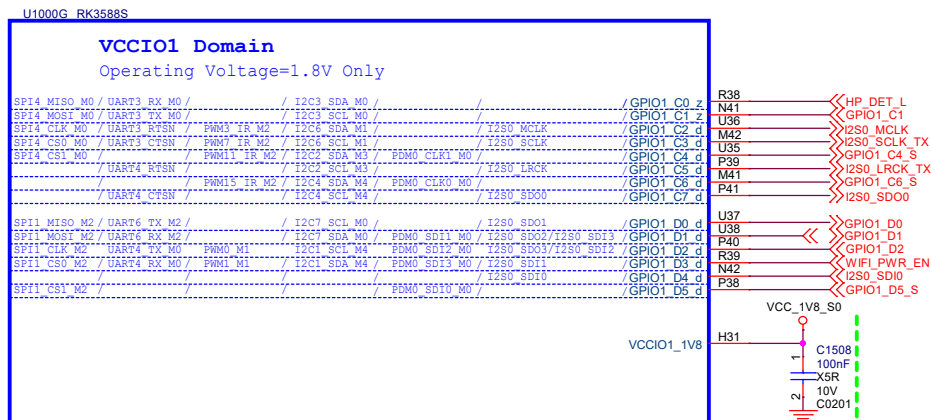 U1000G RK3588S
VCCIO1 Domain
Operating Voltage=1.8V Only
SPI4_MISO_M0 / UART3_RX_M0 / / I2C3_SDA_M0 / / / GPIO1_C0_z R38 HP_DET_L
SPI4_MOSI_M0 / UART3_TX_M0 / / I2C3_SCL_M0 / / / GPIO1_C1_z N41 GPIO1_C1
SPI4_CLK_M0 / UART3_RTSN / PWM3_IR_M2 / I2C6_SDA_M1 / / I2S0_MCLK / GPIO1_C2_d U36 I2S0_MCLK
SPI4_CS0_M0 / UART3_CTSN / PWM7_IR_M2 / I2C6_SCL_M1 / / I2S0_SCLK / GPIO1_C3_d M42 I2S0_SCLK_TX
SPI4_CS1_M0 / / PWM11_IR_M2 / I2C2_SDA_M3 / PDM0_CLK1_M0 / / GPIO1_C4_d U35 GPIO1_C4_S
/ UART4_RTSN / / I2C2_SCL_M3 / / I2S0_LRCK / GPIO1_C5_d P39 I2S0_LRCK_TX
/ / PWM15_IR_M2 / I2C4_SDA_M4 / PDM0_CLK0_M0 / / GPIO1_C6_d M41 GPIO1_C6_S
/ UART4_CTSN / / I2C4_SCL_M4 / / I2S0_SDO0 / GPIO1_C7_d P41 I2S0_SDO0
SPI1_MISO_M2 / UART6_TX_M2 / / I2C7_SCL_M0 / / I2S0_SDO1 / GPIO1_D0_d U37 GPIO1_D0
SPI1_MOSI_M2 / UART6_RX_M2 / / I2C7_SDA_M0 / PDM0_SDI1_M0 / I2S0_SDO2/I2S0_SDI3 / GPIO1_D1_d U38 GPIO1_D1
SPI1_CLK_M2 / UART4_TX_M0 / PWM0_M1 / I2C1_SCL_M4 / PDM0_SDI2_M0 / I2S0_SDO3/I2S0_SDI2 / GPIO1_D2_d P40 GPIO1_D2
SPI1_CS0_M2 / UART4_RX_M0 / PWM1_M1 / I2C1_SDA_M4 / PDM0_SDI3_M0 / I2S0_SDI1 / GPIO1_D3_d R39 WIFI_PWR_EN
/ / / / / I2S0_SDI0 / GPIO1_D4_d N42 I2S0_SDI0
SPI1_CS1_M2 / / / / PDM0_SDI0_M0 / / GPIO1_D5_d P38 GPIO1_D5_S
VCC_1V8_S0
VCCIO1_1V8 H31
1
C1508
100nF
X5R
10V
2
C0201